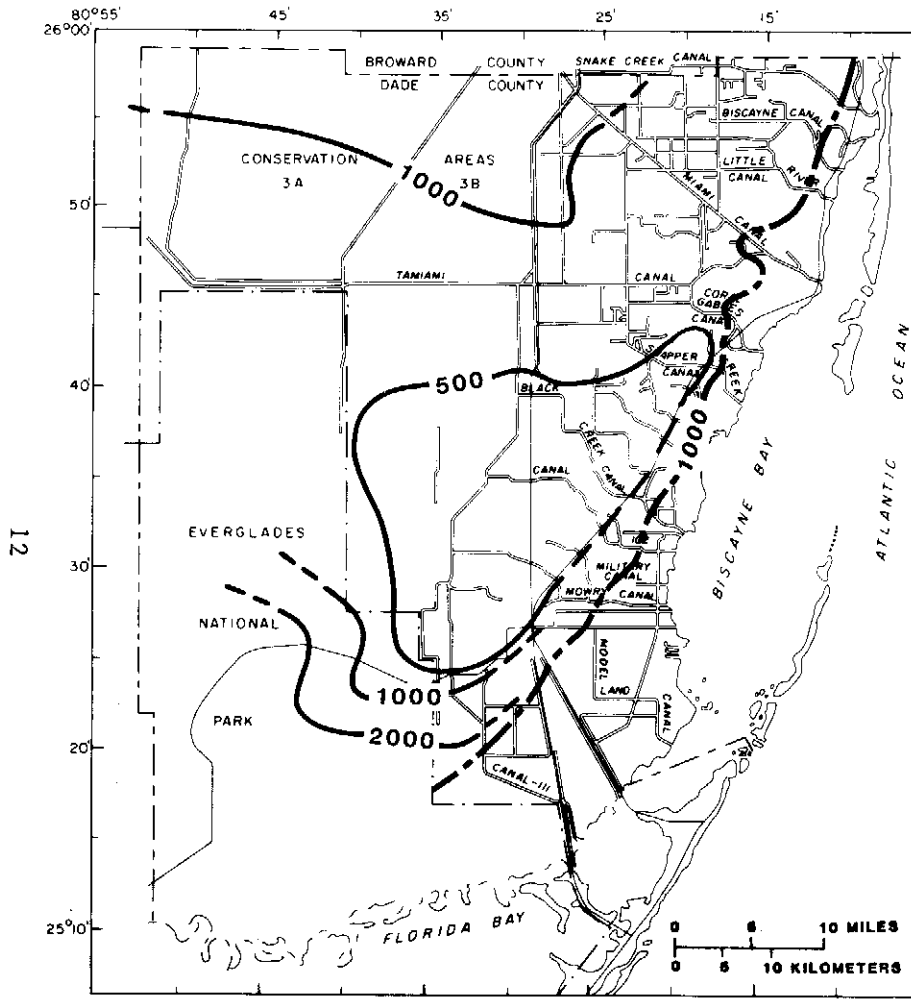 80°55' 45' 35' 25' 15'
26°00'
BROWARD COUNTY
DADE COUNTY
SNAKE CREEK CANAL
BISCAYNE CANAL
CONSERVATION AREAS
3A 3B
1000
LITTLE RIVER
CANAL
MIAMI CANAL
50'
TAMIAMI CANAL
CORAL GABLES
CANAL
SNAPPER CREEK
CANAL
500
BLACK CREEK CANAL
40'
1000
CANAL
BISCAYNE BAY
ATLANTIC OCEAN
12
EVERGLADES
NATIONAL
PARK
30'
102
MILITARY
CANAL
MOWRY CANAL
MODEL
LAND
CANAL
1000
2000
20'
CANAL-111
25°10'
FLORIDA BAY
0 5 10 MILES
0 5 10 KILOMETERS